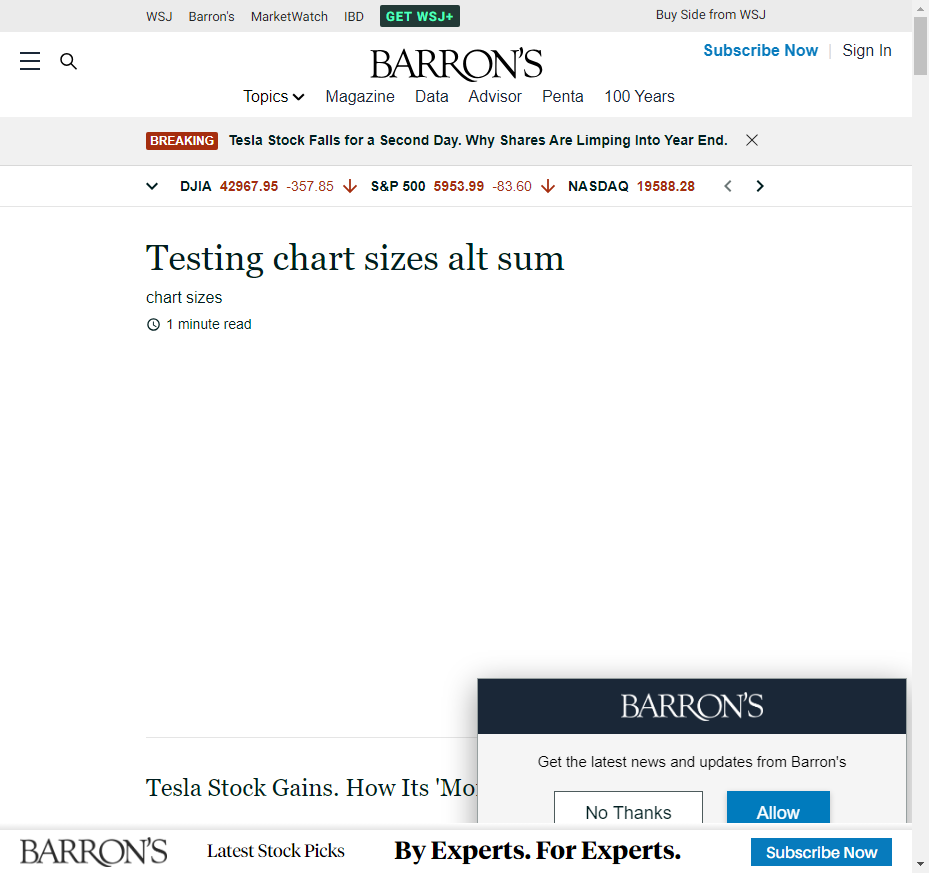 WSJ Barron's MarketWatch IBD GET WSJ+ Buy Side from WSJ
Subscribe Now Sign In
BARRON'S
Topics Magazine Data Advisor Penta 100 Years
BREAKING Tesla Stock Falls for a Second Day. Why Shares Are Limping Into Year End.
DJIA 42967.95 -357.85 S&P 500 5953.99 -83.60 NASDAQ 19588.28
Testing chart sizes alt sum
chart sizes
1 minute read
BARRON'S
Get the latest news and updates from Barron's
No Thanks Allow
Tesla Stock Gains. How Its
BARRON'S Latest Stock Picks By Experts. For Experts. Subscribe Now